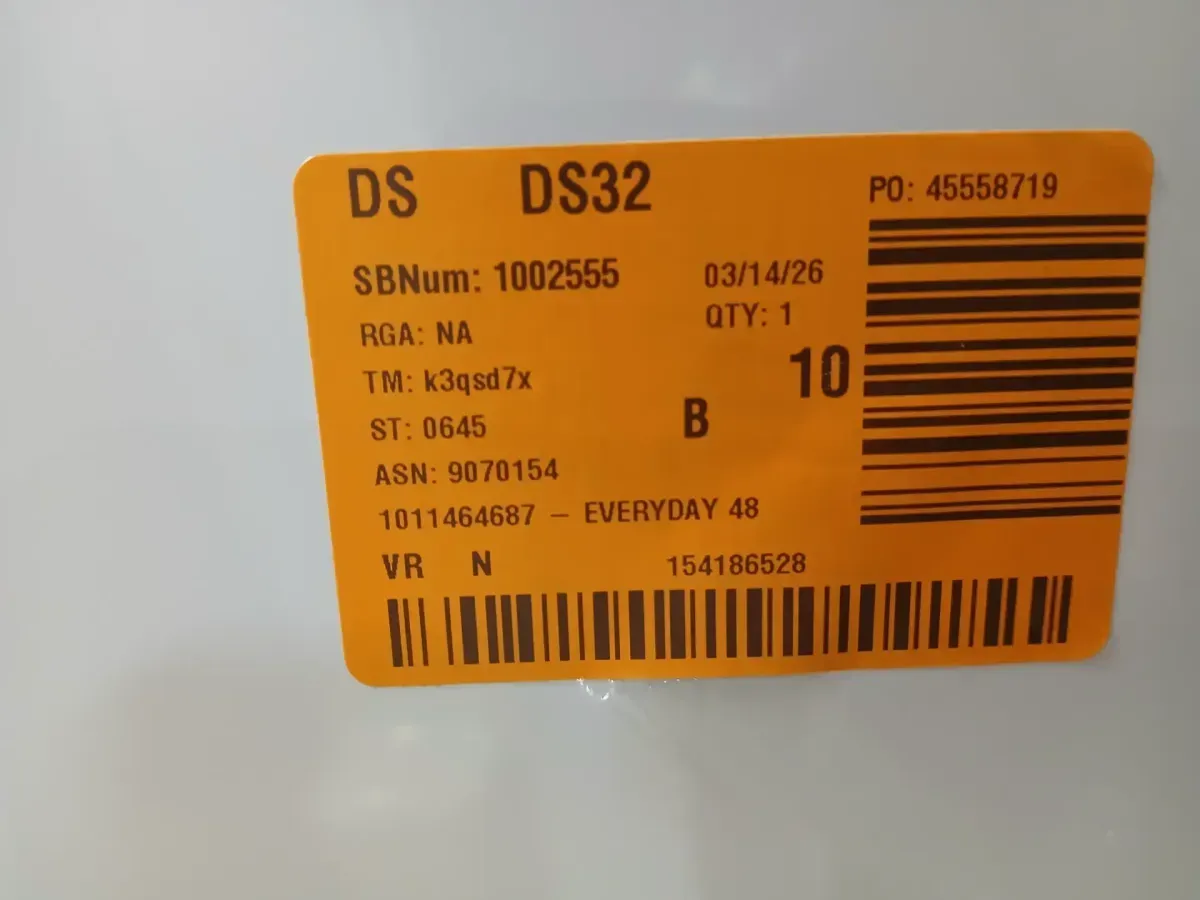 DS DS32
PO: 45558719
SBNum: 1002555 03/14/26
RGA: NA QTY: 1
TM: k3qsd7x 10
ST: 0645 B
ASN: 9070154
1011464687 – EVERYDAY 48
VR N 154186528